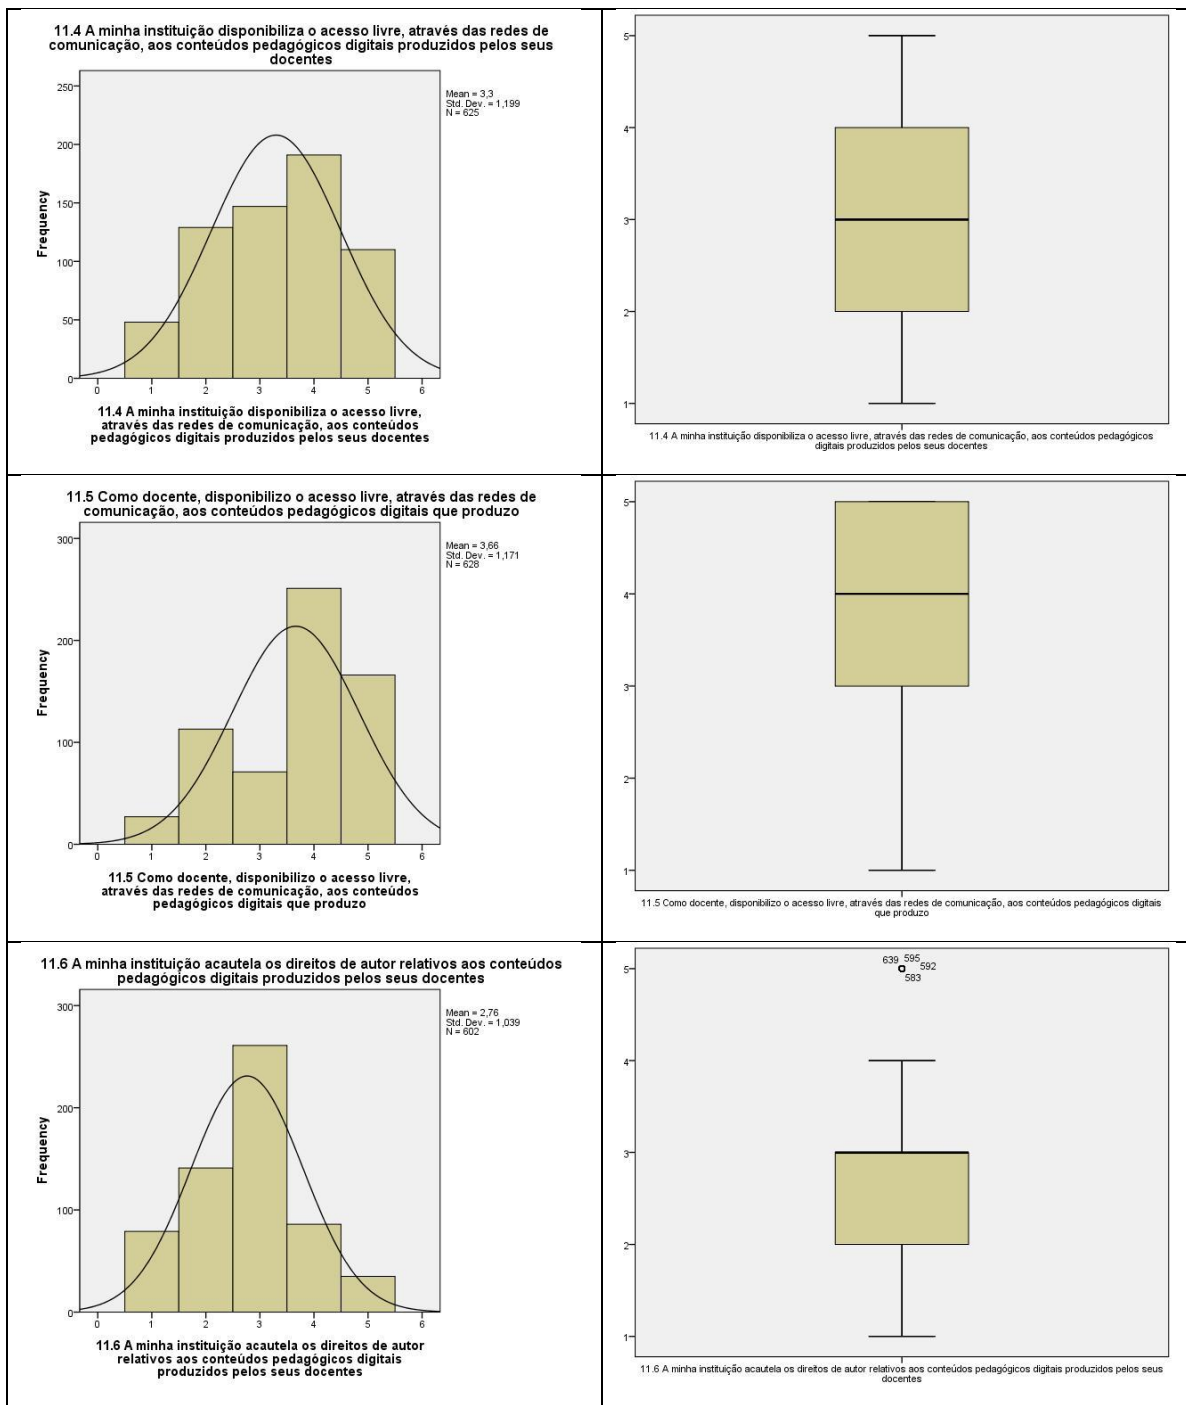 11.4 A minha instituição disponibiliza o acesso livre, através das redes de
comunicação, aos conteúdos pedagógicos digitais produzidos pelos seus
docentes
Mean = 3,3
Std. Dev. = 1,199
N = 625
Frequency
250
200
150
100
50
0
0 1 2 3 4 5 6
11.4 A minha instituição disponibiliza o acesso livre,
através das redes de comunicação, aos conteúdos
pedagógicos digitais produzidos pelos seus docentes
5
4
3
2
1
11.4 A minha instituição disponibiliza o acesso livre, através das redes de comunicação, aos conteúdos pedagógicos
digitais produzidos pelos seus docentes
11.5 Como docente, disponibilizo o acesso livre, através das redes de
comunicação, aos conteúdos pedagógicos digitais que produzo
Mean = 3,66
Std. Dev. = 1,171
N = 628
Frequency
300
200
100
0
0 1 2 3 4 5 6
11.5 Como docente, disponibilizo o acesso livre,
através das redes de comunicação, aos conteúdos
pedagógicos digitais que produzo
5
4
3
2
1
11.5 Como docente, disponibilizo o acesso livre, através das redes de comunicação, aos conteúdos pedagógicos digitais
que produzo
11.6 A minha instituição acautela os direitos de autor relativos aos conteúdos
pedagógicos digitais produzidos pelos seus docentes
Mean = 2,76
Std. Dev. = 1,039
N = 602
Frequency
300
200
100
0
0 1 2 3 4 5 6
11.6 A minha instituição acautela os direitos de autor
relativos aos conteúdos pedagógicos digitais
produzidos pelos seus docentes
639 595
592
583
5
4
3
2
1
11.6 A minha instituição acautela os direitos de autor relativos aos conteúdos pedagógicos digitais produzidos pelos seus
docentes